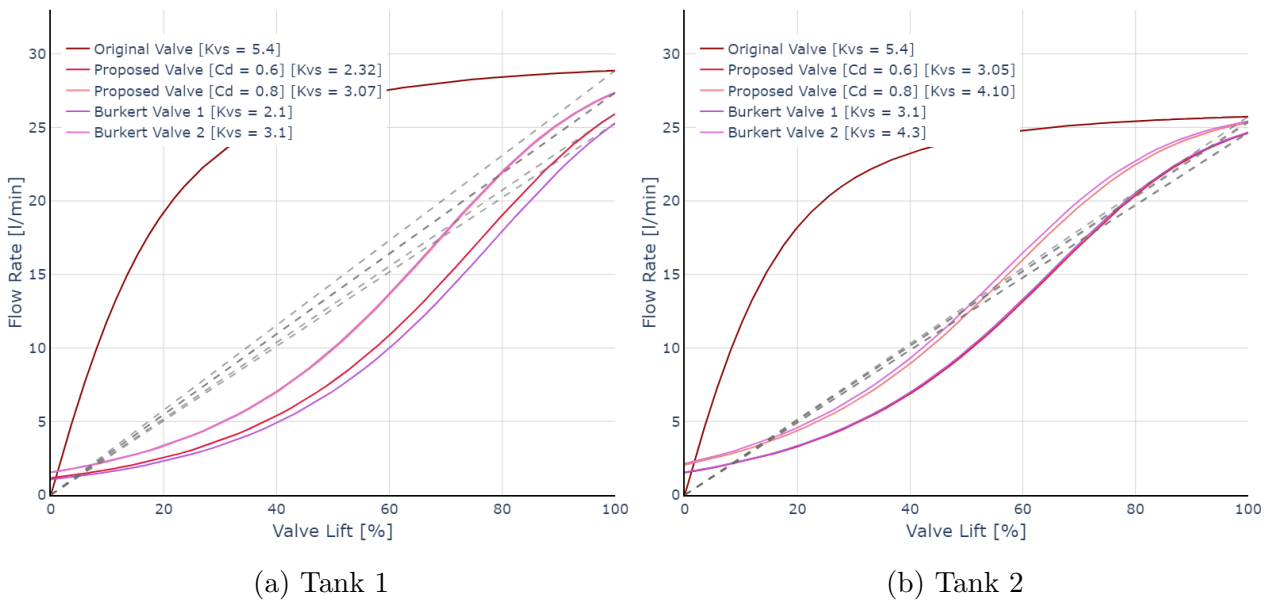 30
25
20
15
10
5
0
Flow Rate [l/min]
Original Valve [Kvs = 5.4]
Proposed Valve [Cd = 0.6] [Kvs = 2.32]
Proposed Valve [Cd = 0.8] [Kvs = 3.07]
Burkert Valve 1 [Kvs = 2.1]
Burkert Valve 2 [Kvs = 3.1]
0 20 40 60 80 100
Valve Lift [%]
(a) Tank 1
30
25
20
15
10
5
0
Flow Rate [l/min]
Original Valve [Kvs = 5.4]
Proposed Valve [Cd = 0.6] [Kvs = 3.05]
Proposed Valve [Cd = 0.8] [Kvs = 4.10]
Burkert Valve 1 [Kvs = 3.1]
Burkert Valve 2 [Kvs = 4.3]
0 20 40 60 80 100
Valve Lift [%]
(b) Tank 2